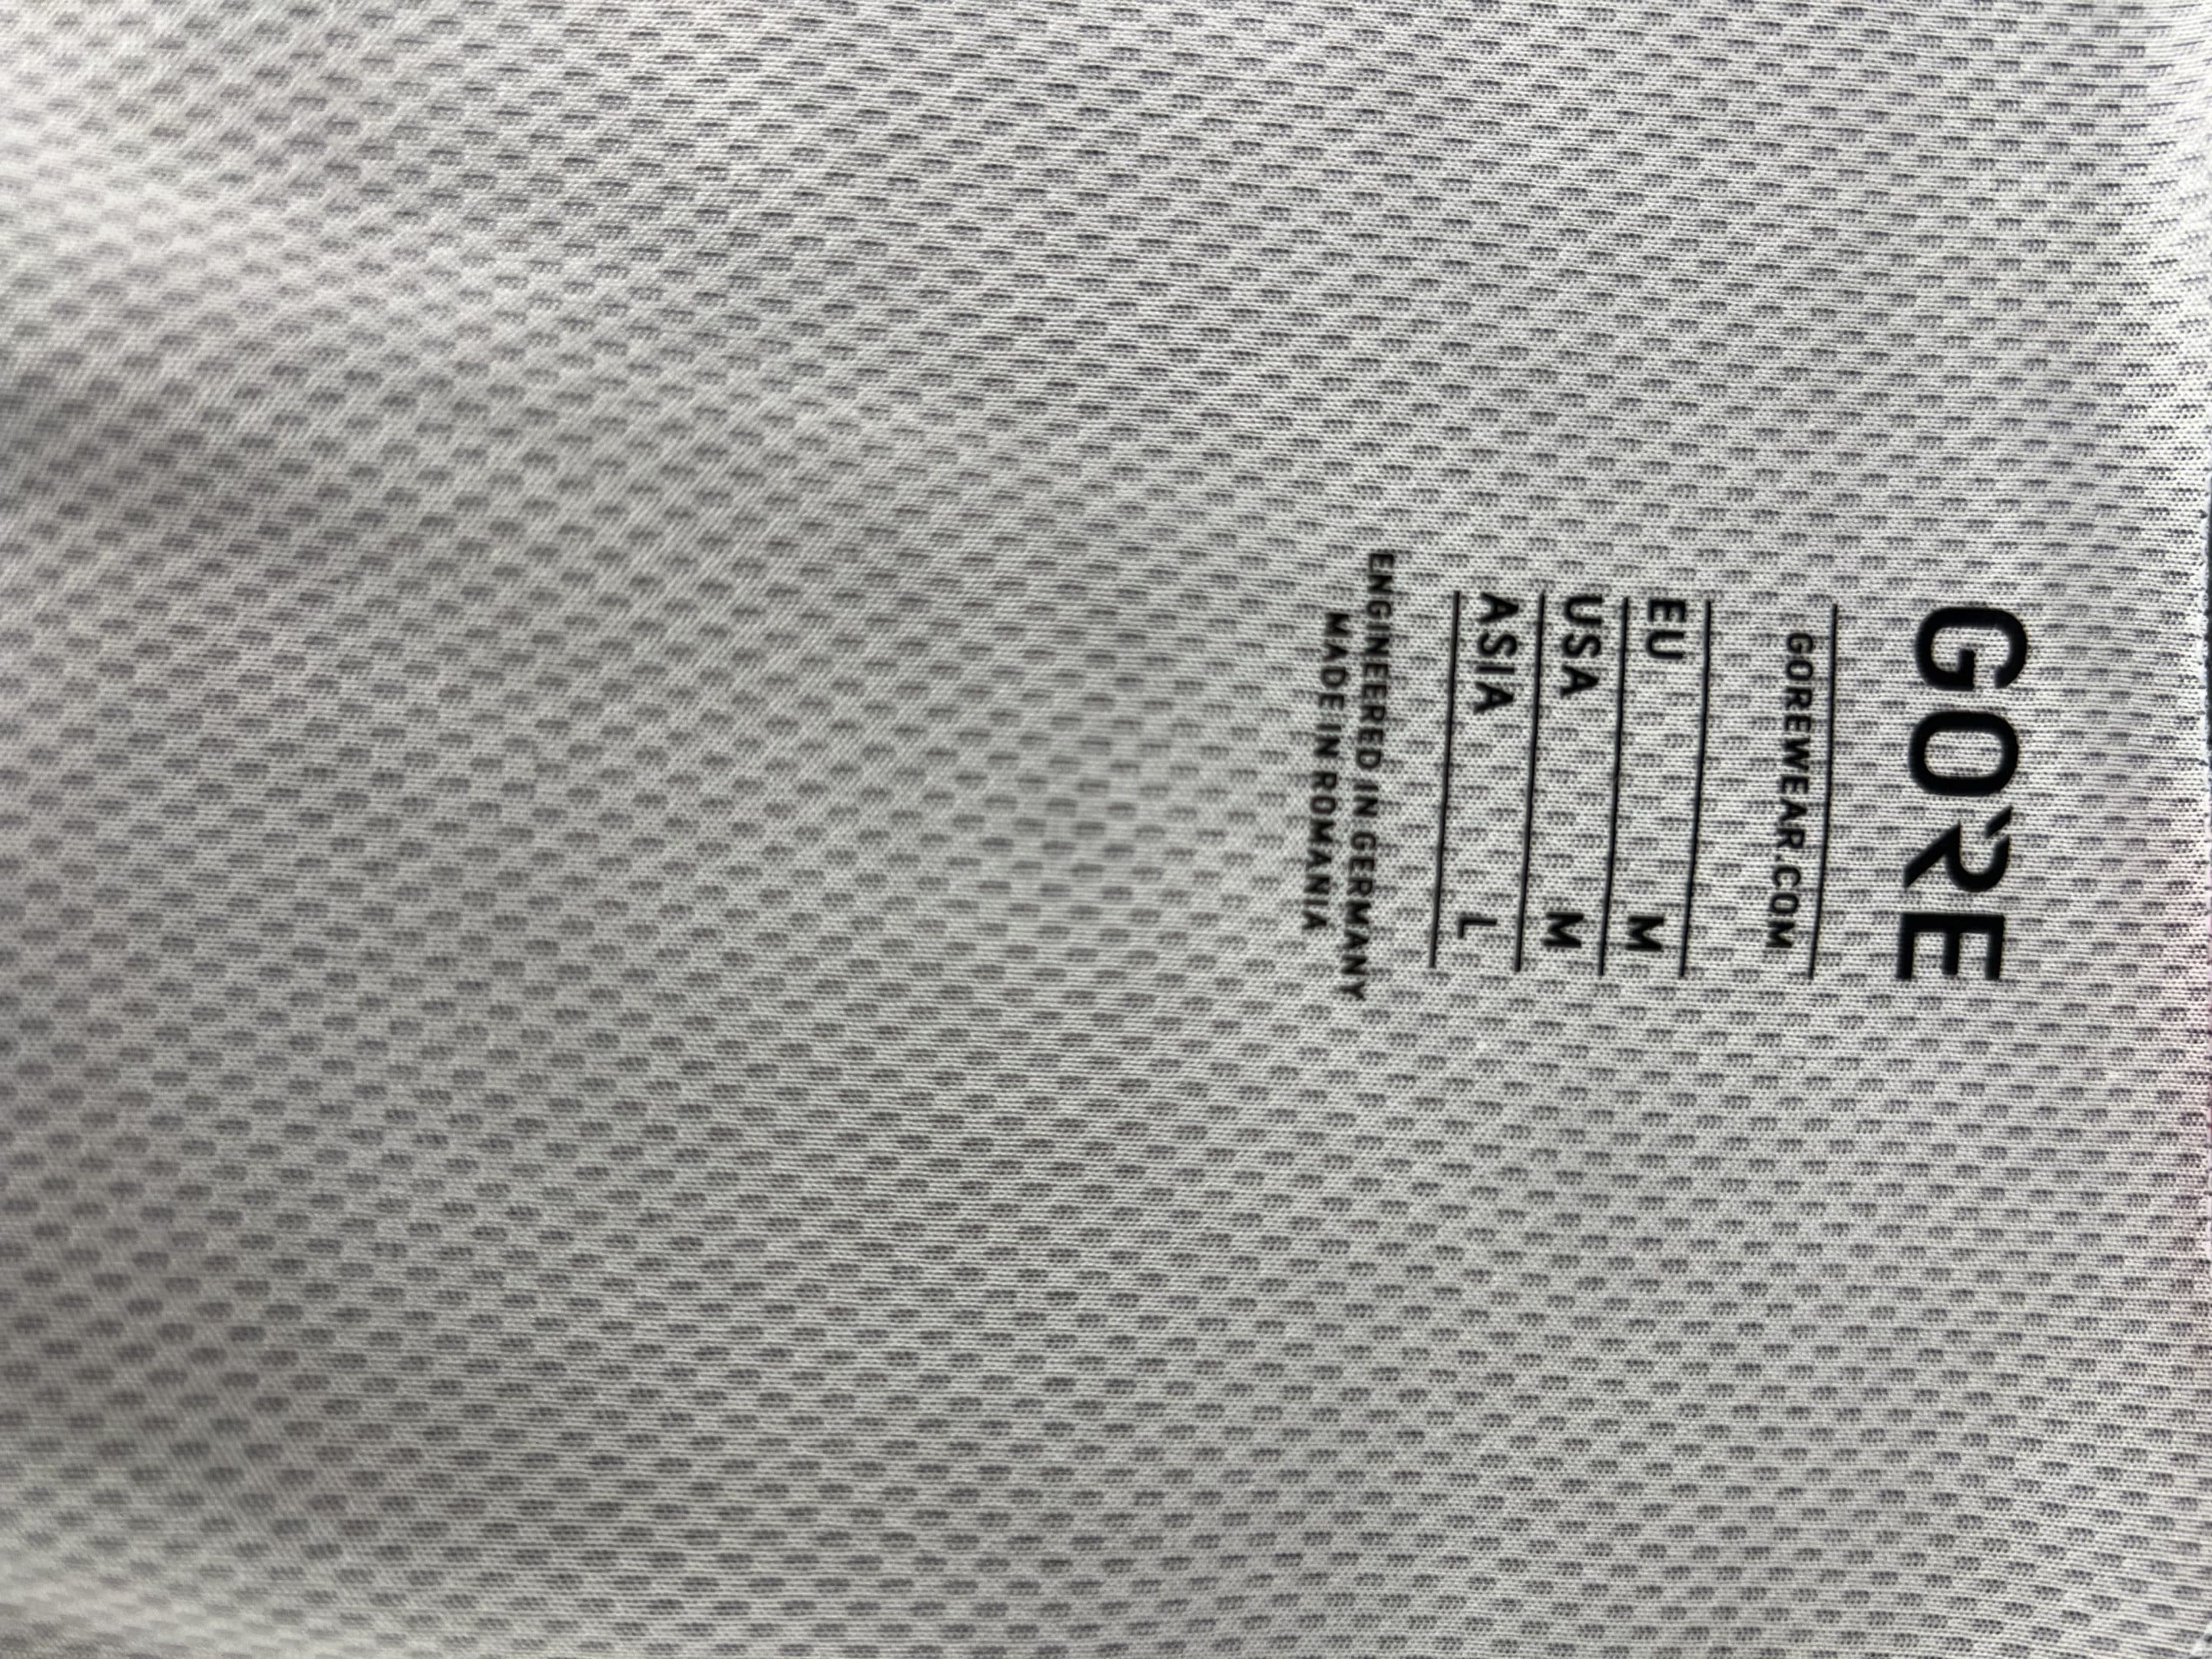 GORE
GOREWEAR.COM
EU M
USA M
ASIA L
ENGINEERED IN GERMANY
MADE IN ROMANIA